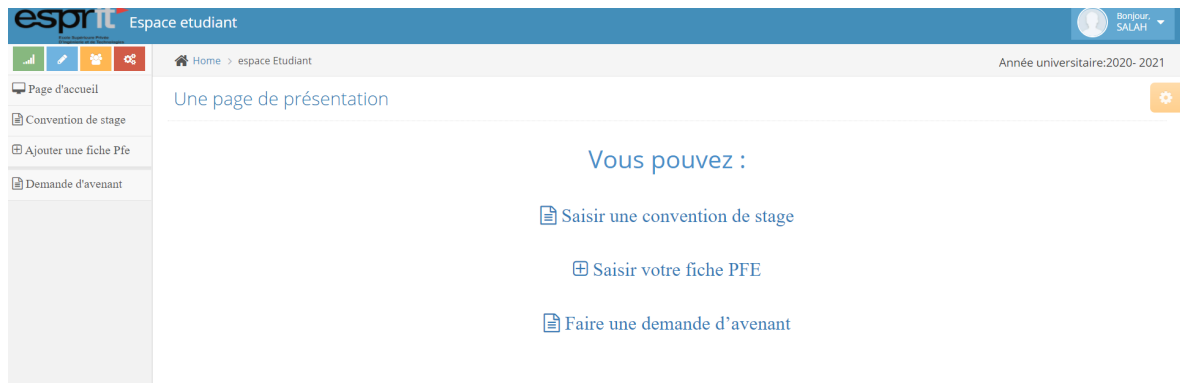 esprit Espace etudiant
Bonjour,
SALAH
Home > espace Etudiant
Année universitaire:2020- 2021
Page d'accueil
Convention de stage
Ajouter une fiche Pfe
Demande d'avenant
Une page de présentation
Vous pouvez :
Saisir une convention de stage
Saisir votre fiche PFE
Faire une demande d’avenant